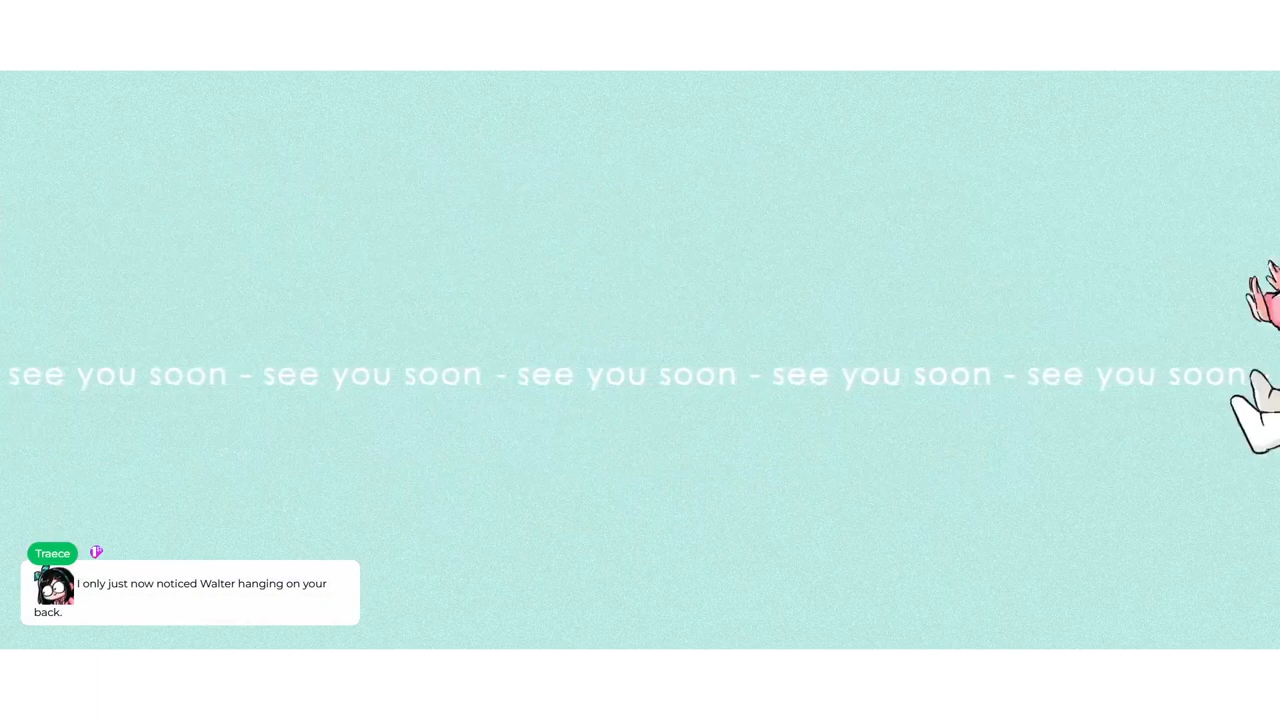 see you soon - see you soon - see you soon - see you soon - see you soon
Traece
I only just now noticed Walter hanging on your
back.